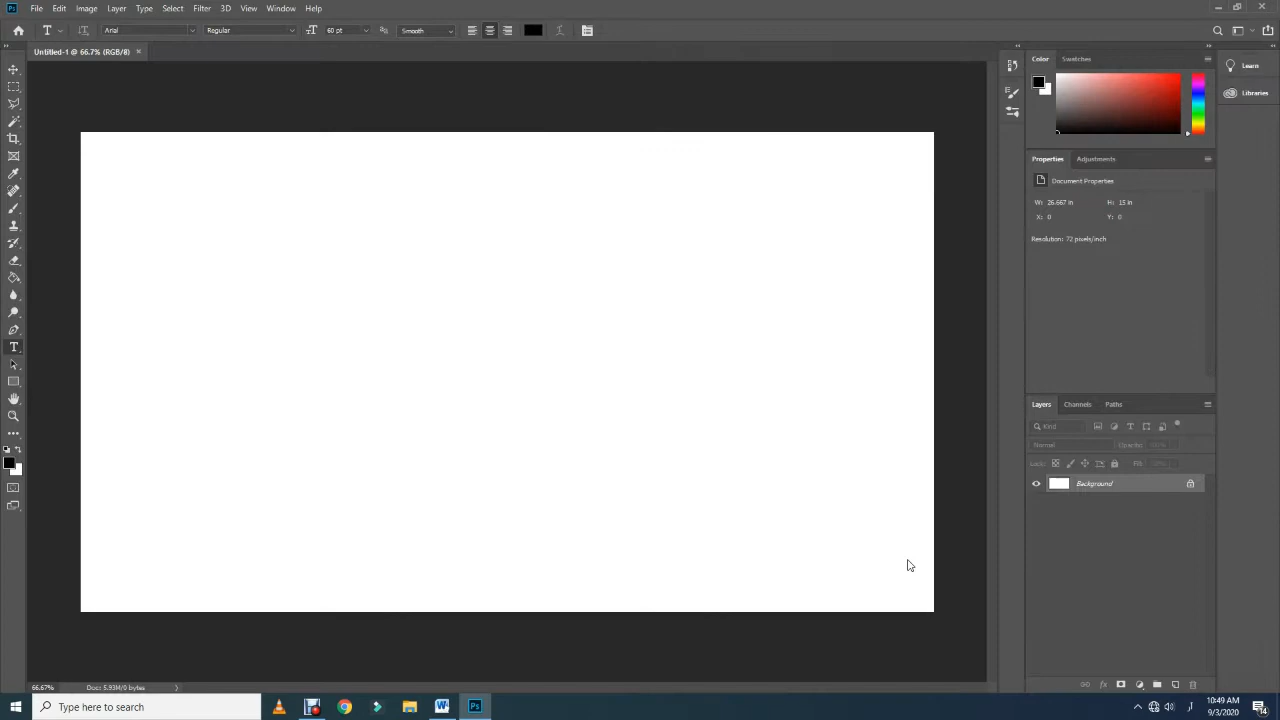 Ps File Edit Image Layer Type Select Filter 3D View Window Help
T Arial Regular 60 pt Smooth
Untitled-1 @ 66.7% (RGB/8) ×
Color Swatches
Learn
Libraries
Properties Adjustments
Document Properties
W: 26.667 in H: 15 in
X: 0 Y: 0
Resolution: 72 pixels/inch
Layers Channels Paths
Kind
Normal Opacity: 100%
Lock: Fill:
Background
66.67% Doc: 5.93M/0 bytes
Type here to search
10:49 AM
9/3/2020
14